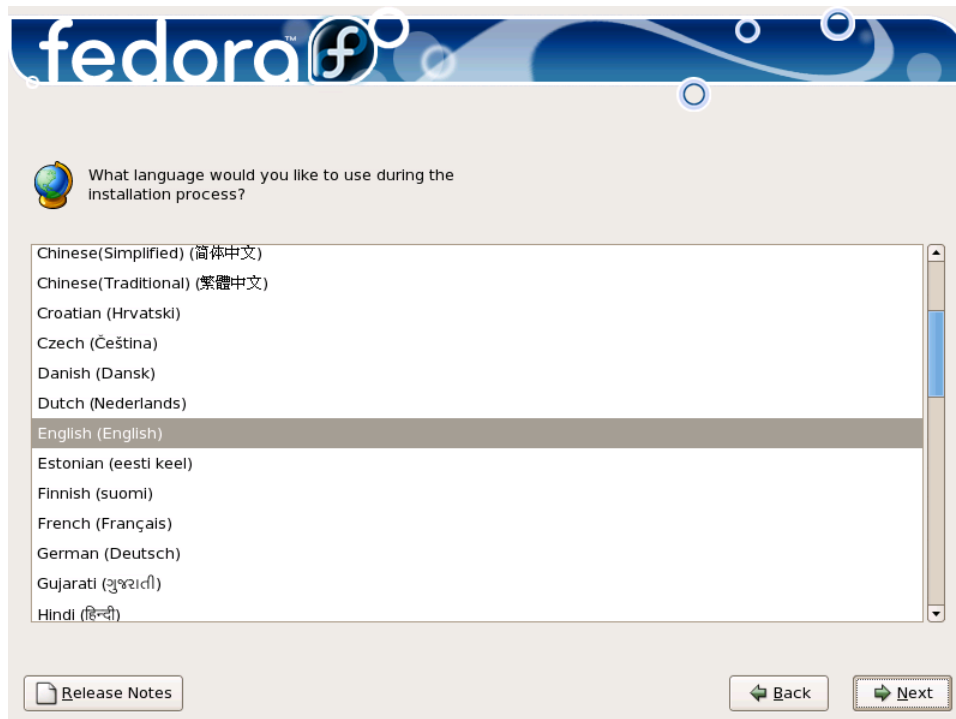 fedora™
What language would you like to use during the
installation process?
Chinese(Simplified) (简体中文)
Chinese(Traditional) (繁體中文)
Croatian (Hrvatski)
Czech (Čeština)
Danish (Dansk)
Dutch (Nederlands)
English (English)
Estonian (eesti keel)
Finnish (suomi)
French (Français)
German (Deutsch)
Gujarati (ગુજરાતી)
Hindi (हिन्दी)
Release Notes
Back
Next